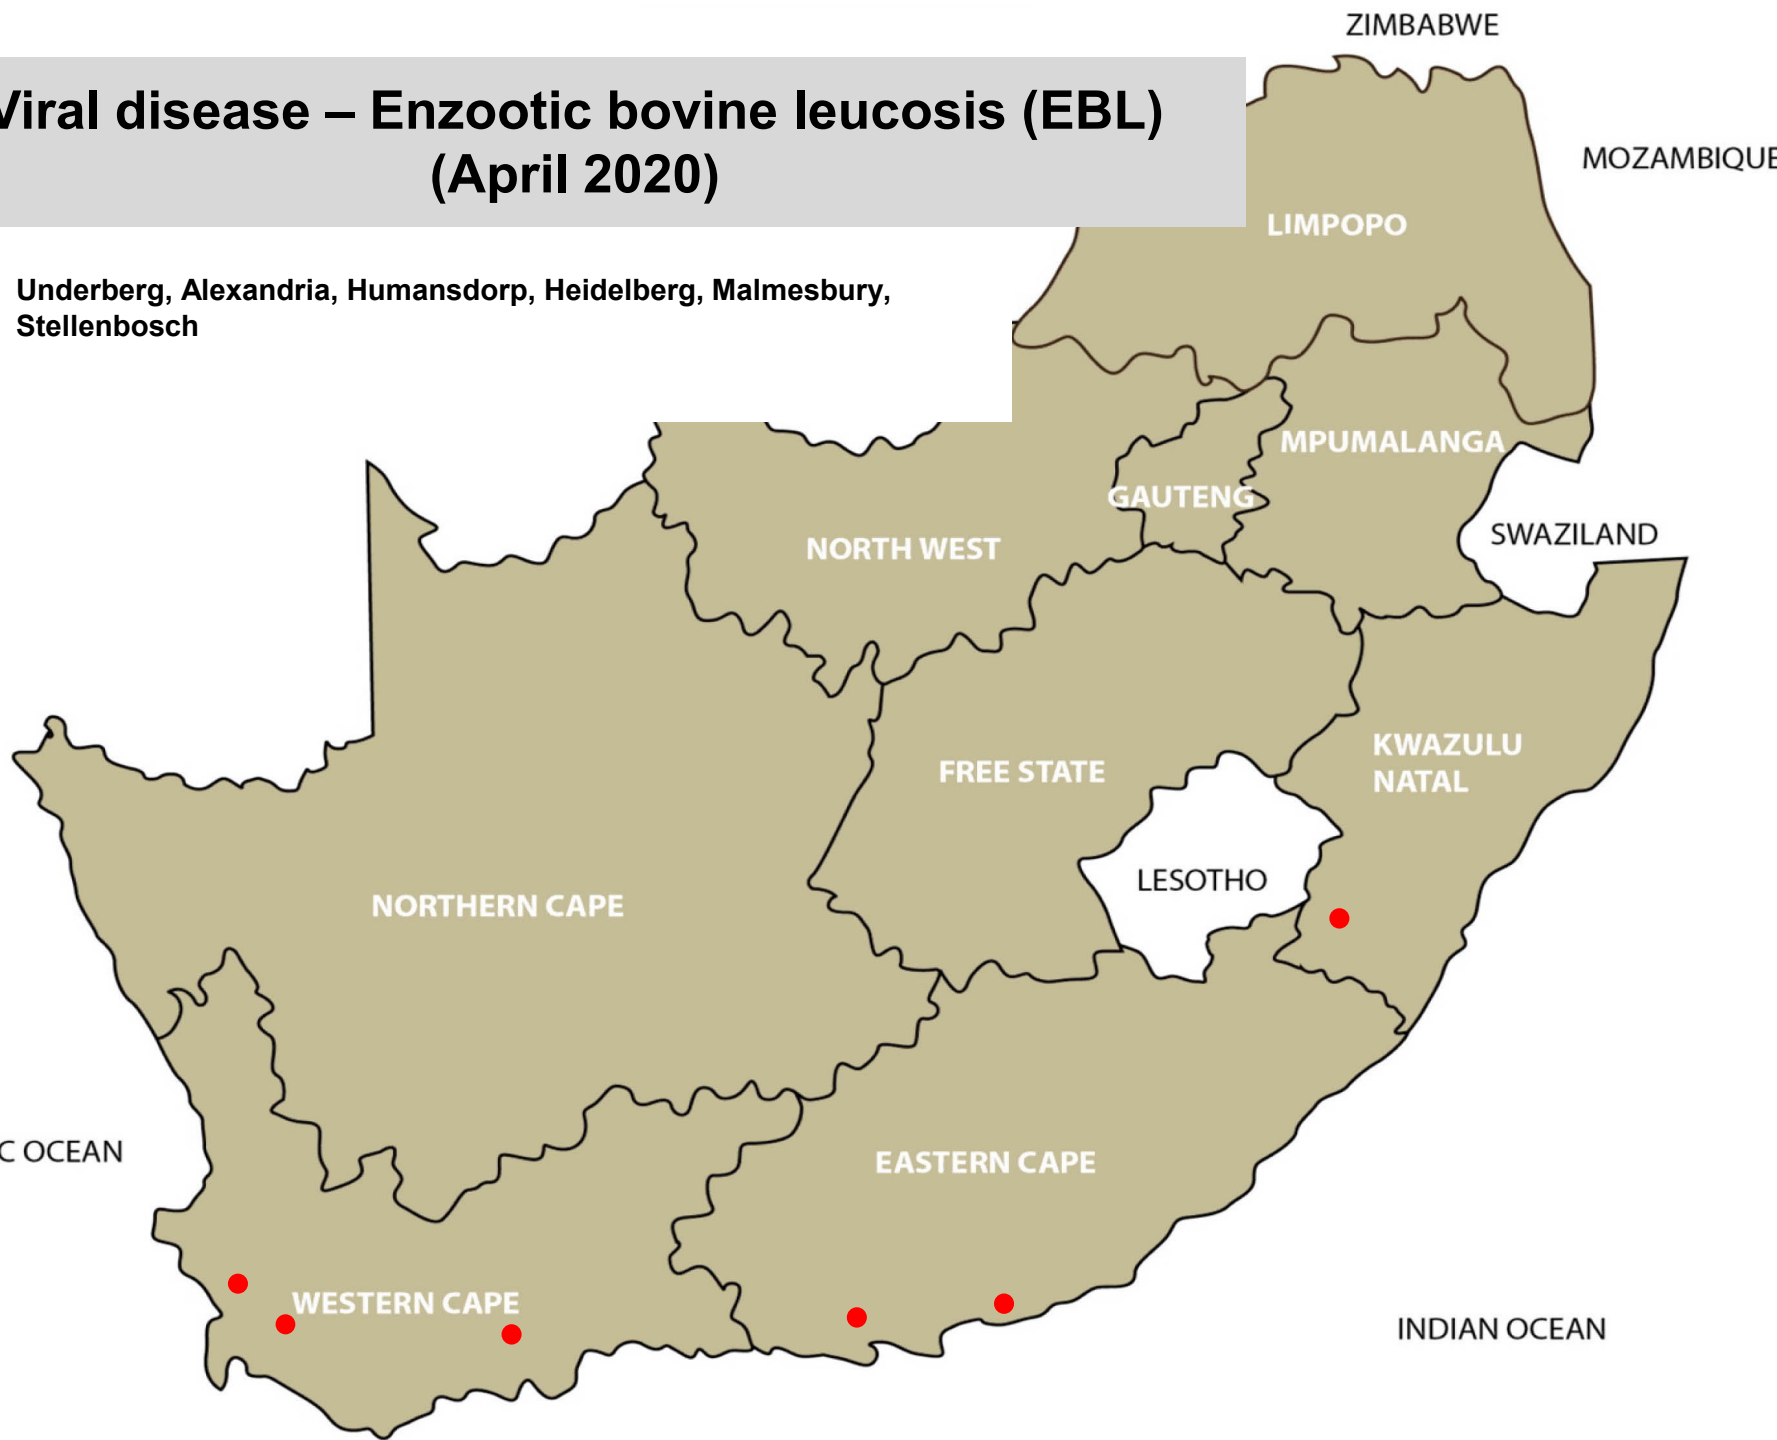 ZIMBABWE
Viral disease – Enzootic bovine leucosis (EBL)
(April 2020)
MOZAMBIQUE
LIMPOPO
Underberg, Alexandria, Humansdorp, Heidelberg, Malmesbury,
Stellenbosch
MPUMALANGA
GAUTENG
NORTH WEST
SWAZILAND
KWAZULU
NATAL
FREE STATE
LESOTHO
NORTHERN CAPE
C OCEAN
EASTERN CAPE
WESTERN CAPE
INDIAN OCEAN